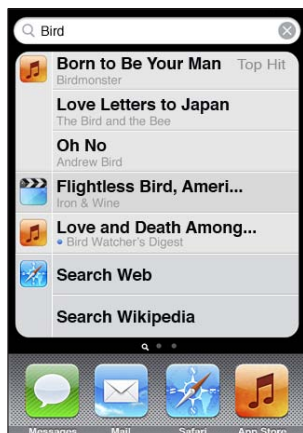 Bird
Born to Be Your Man Top Hit
Birdmonster
Love Letters to Japan
The Bird and the Bee
Oh No
Andrew Bird
Flightless Bird, Ameri...
Iron & Wine
Love and Death Among...
Bird Watcher's Digest
Search Web
Search Wikipedia
Messages Mail Safari App Store